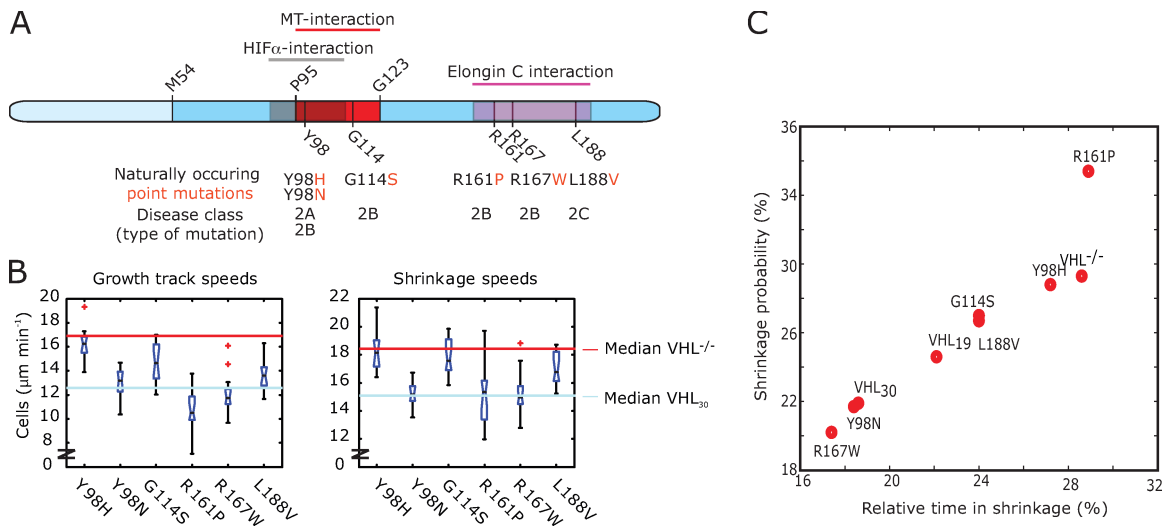 A
MT-interaction
HIFα-interaction
Elongin C interaction
M54
P95
G123
Y98
G114
R161
R167
L188
Naturally occuring
point mutations
Y98H
Y98N
G114S
R161P
R167W
L188V
Disease class
(type of mutation)
2A
2B
2B
2B
2B
2C
B
Growth track speeds
Cells (µm min⁻¹)
20
18
16
14
12
10
8
0
Y98H
Y98N
G114S
R161P
R167W
L188V
Shrinkage speeds
22
20
18
16
14
12
0
Y98H
Y98N
G114S
R161P
R167W
L188V
Median VHL⁻/⁻
Median VHL₃₀
C
Shrinkage probability (%)
36
34
30
26
22
18
R161P
VHL⁻/⁻
Y98H
G114S
L188V
VHL₁₉
VHL₃₀
Y98N
R167W
16
20
24
28
32
Relative time in shrinkage (%)